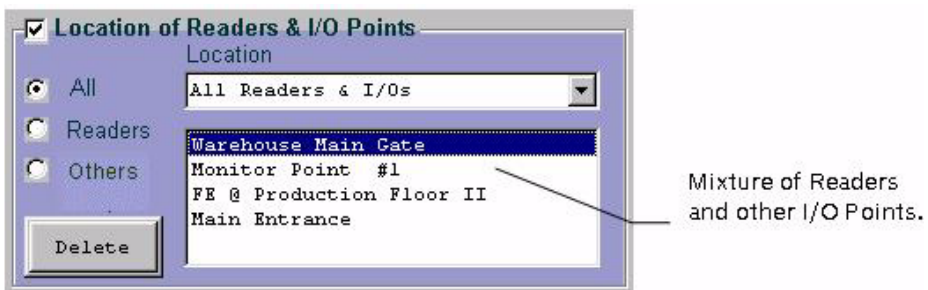 Location of Readers & I/O Points
Location
All
All Readers & I/Os
Readers
Others
Warehouse Main Gate
Monitor Point #1
FE @ Production Floor II
Main Entrance
Delete
Mixture of Readers
and other I/O Points.